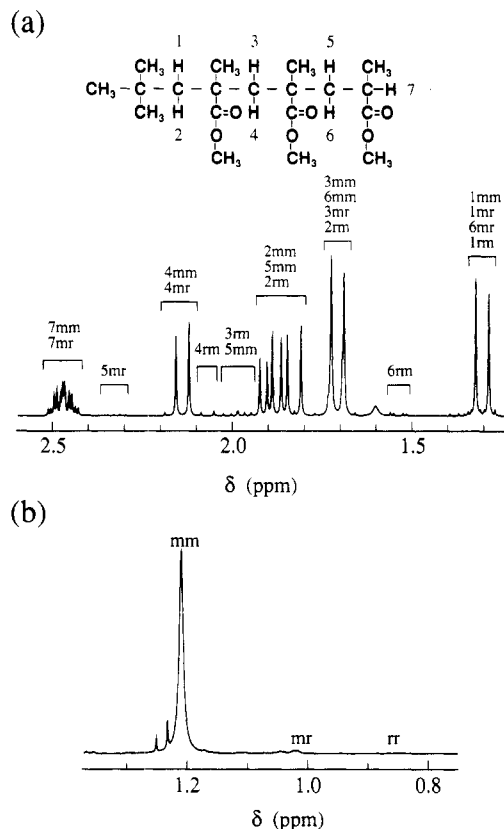 (a)
1 3 5
CH₃ H CH₃ H CH₃ H CH₃
CH₃ – C – C – C – C – C – C – C – H 7
CH₃ H C=O H C=O H C=O
2 O 4 O 6 O
CH₃ CH₃ CH₃
3mm
6mm
3mr
2rm
1mm
1mr
6mr
1rm
2mm
5mm
2rm
4mm
4mr
3rm
5mm
4rm
7mm
7mr
5mr
6rm
2.5 2.0 1.5
δ (ppm)
(b)
mm
mr
rr
1.2 1.0 0.8
δ (ppm)